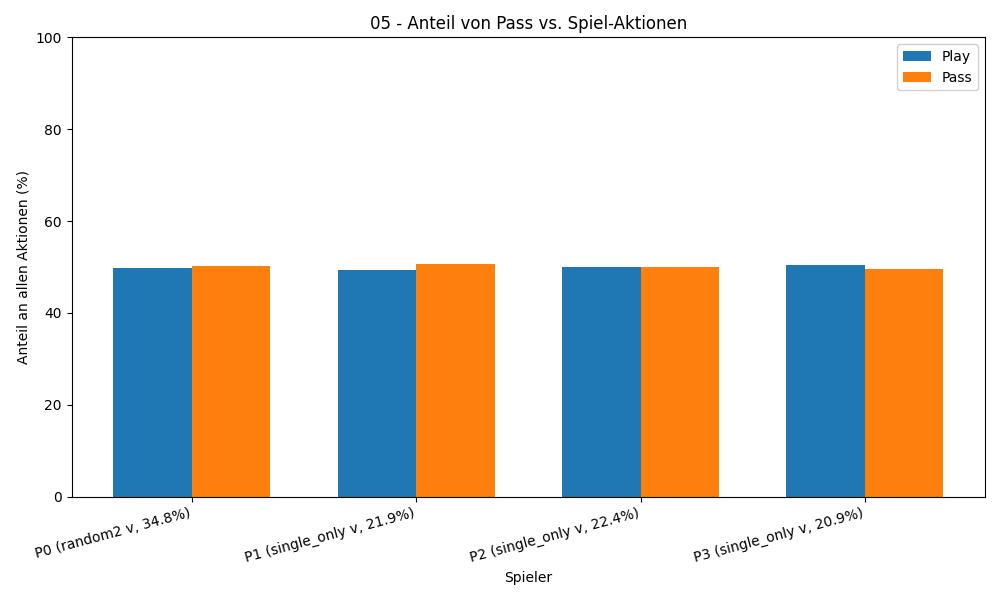 05 - Anteil von Pass vs. Spiel-Aktionen
Play
Pass
Anteil an allen Aktionen (%)
100
80
60
40
20
0
P0 (random2 v, 34.8%)
P1 (single_only v, 21.9%)
P2 (single_only v, 22.4%)
P3 (single_only v, 20.9%)
Spieler